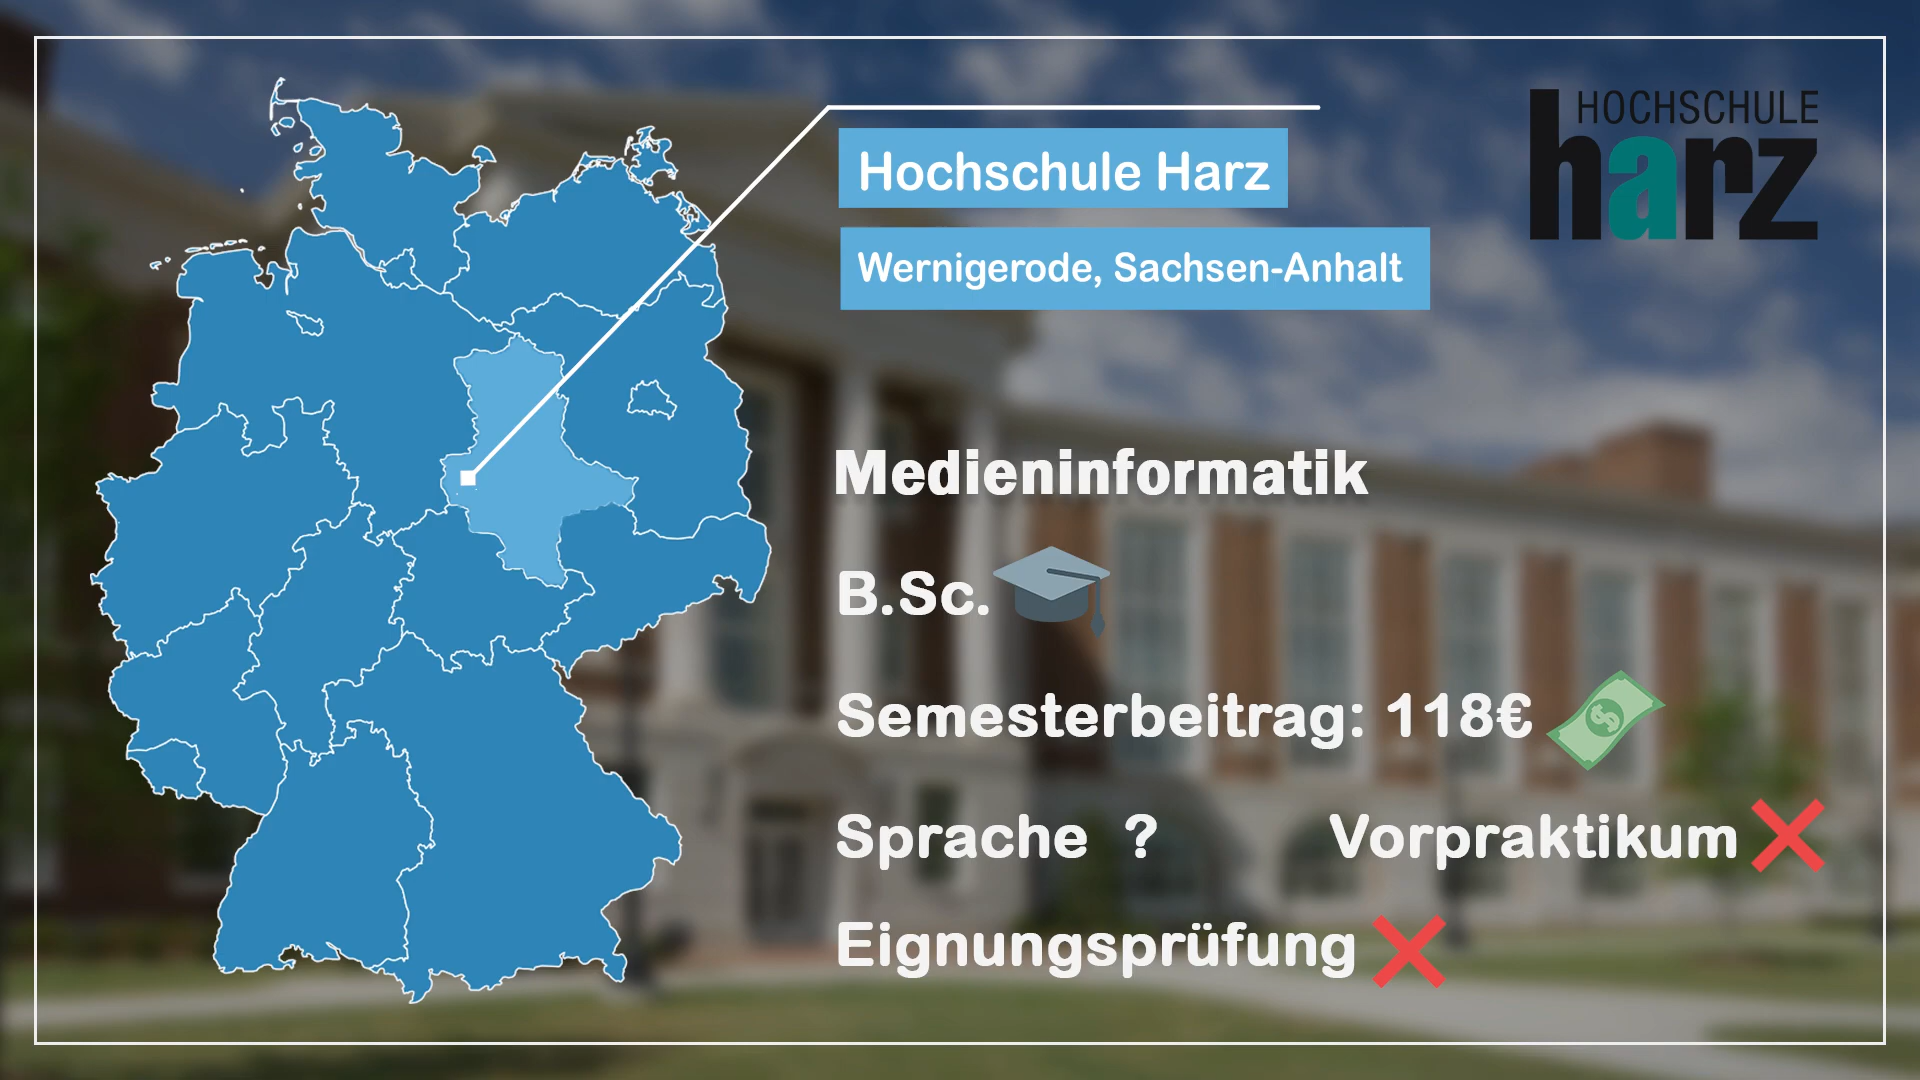 Hochschule Harz
Wernigerode, Sachsen-Anhalt
HOCHSCHULE
harz
Medieninformatik
B.Sc.
Semesterbeitrag: 118€
Sprache ? Vorpraktikum
Eignungsprüfung